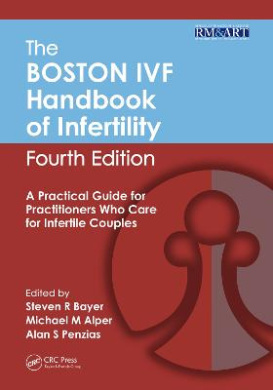 RM&ART
The
BOSTON IVF
Handbook
of Infertility
Fourth Edition
A Practical Guide for
Practitioners Who Care
for Infertile Couples
Edited by
Steven R Bayer
Michael M Alper
Alan S Penzias
CRC Press